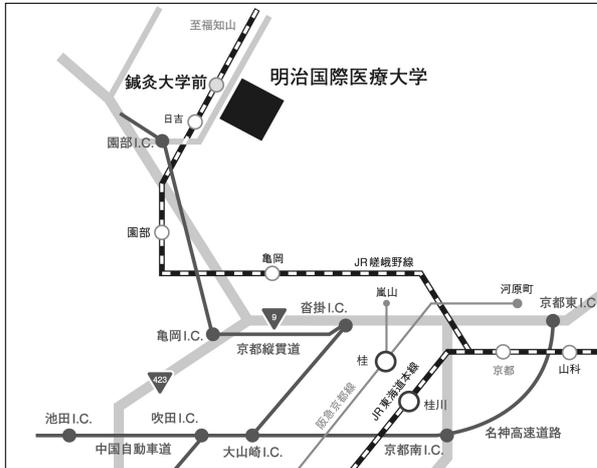 至福知山
鍼灸大学前
明治国際医療大学
日吉
園部I.C.
園部
亀岡
JR嵯峨野線
嵐山
河原町
沓掛I.C.
京都東I.C.
9
亀岡I.C.
京都縦貫道
桂
京都
山科
423
阪急京都線
JR東海道本線
桂川
池田I.C.
吹田I.C.
中国自動車道
大山崎I.C.
京都南I.C.
名神高速道路